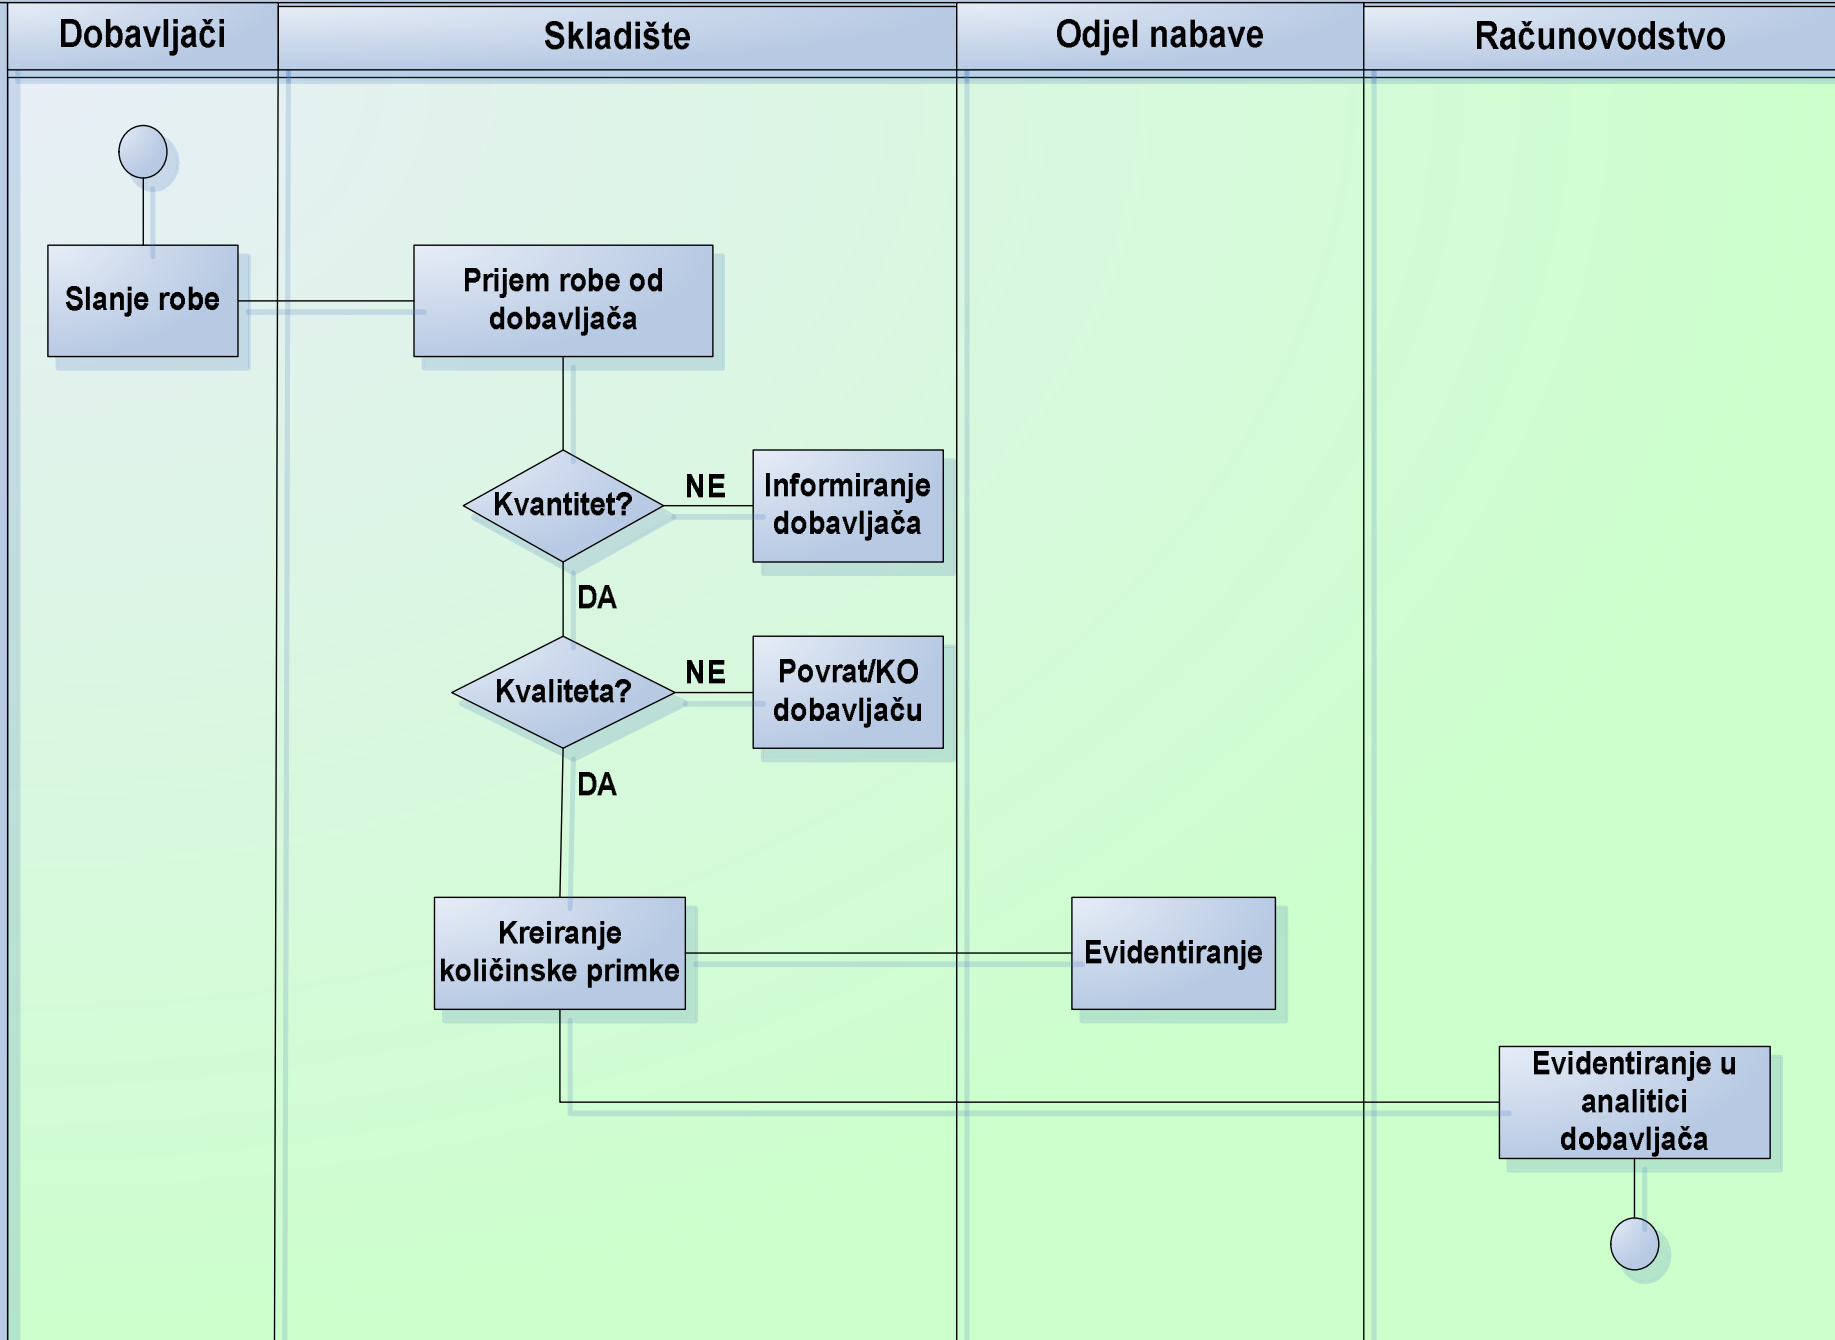 Dobavljači
Skladište
Odjel nabave
Računovodstvo
Slanje robe
Prijem robe od
dobavljača
Kvantitet?
NE
Informiranje
dobavljača
DA
Kvaliteta?
NE
Povrat/KO
dobavljaču
DA
Kreiranje
količinske primke
Evidentiranje
Evidentiranje u
analitici
dobavljača